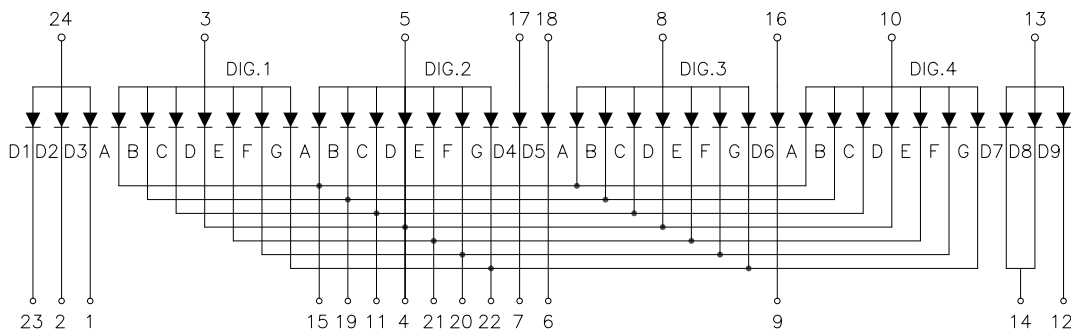 24 3 5 17 18 8 16 10 13
DIG.1 DIG.2 DIG.3 DIG.4
D1 D2 D3 A B C D E F G A B C D E F G D4 D5 A B C D E F G D6 A B C D E F G D7 D8 D9
23 2 1 15 19 11 4 21 20 22 7 6 9 14 12